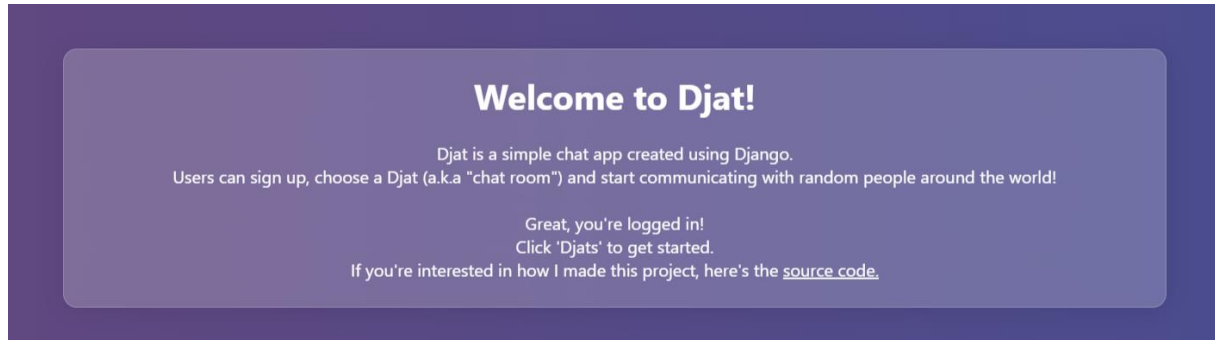 Welcome to Djat!
Djat is a simple chat app created using Django.
Users can sign up, choose a Djat (a.k.a "chat room") and start communicating with random people around the world!
Great, you're logged in!
Click 'Djats' to get started.
If you're interested in how I made this project, here's the source code.